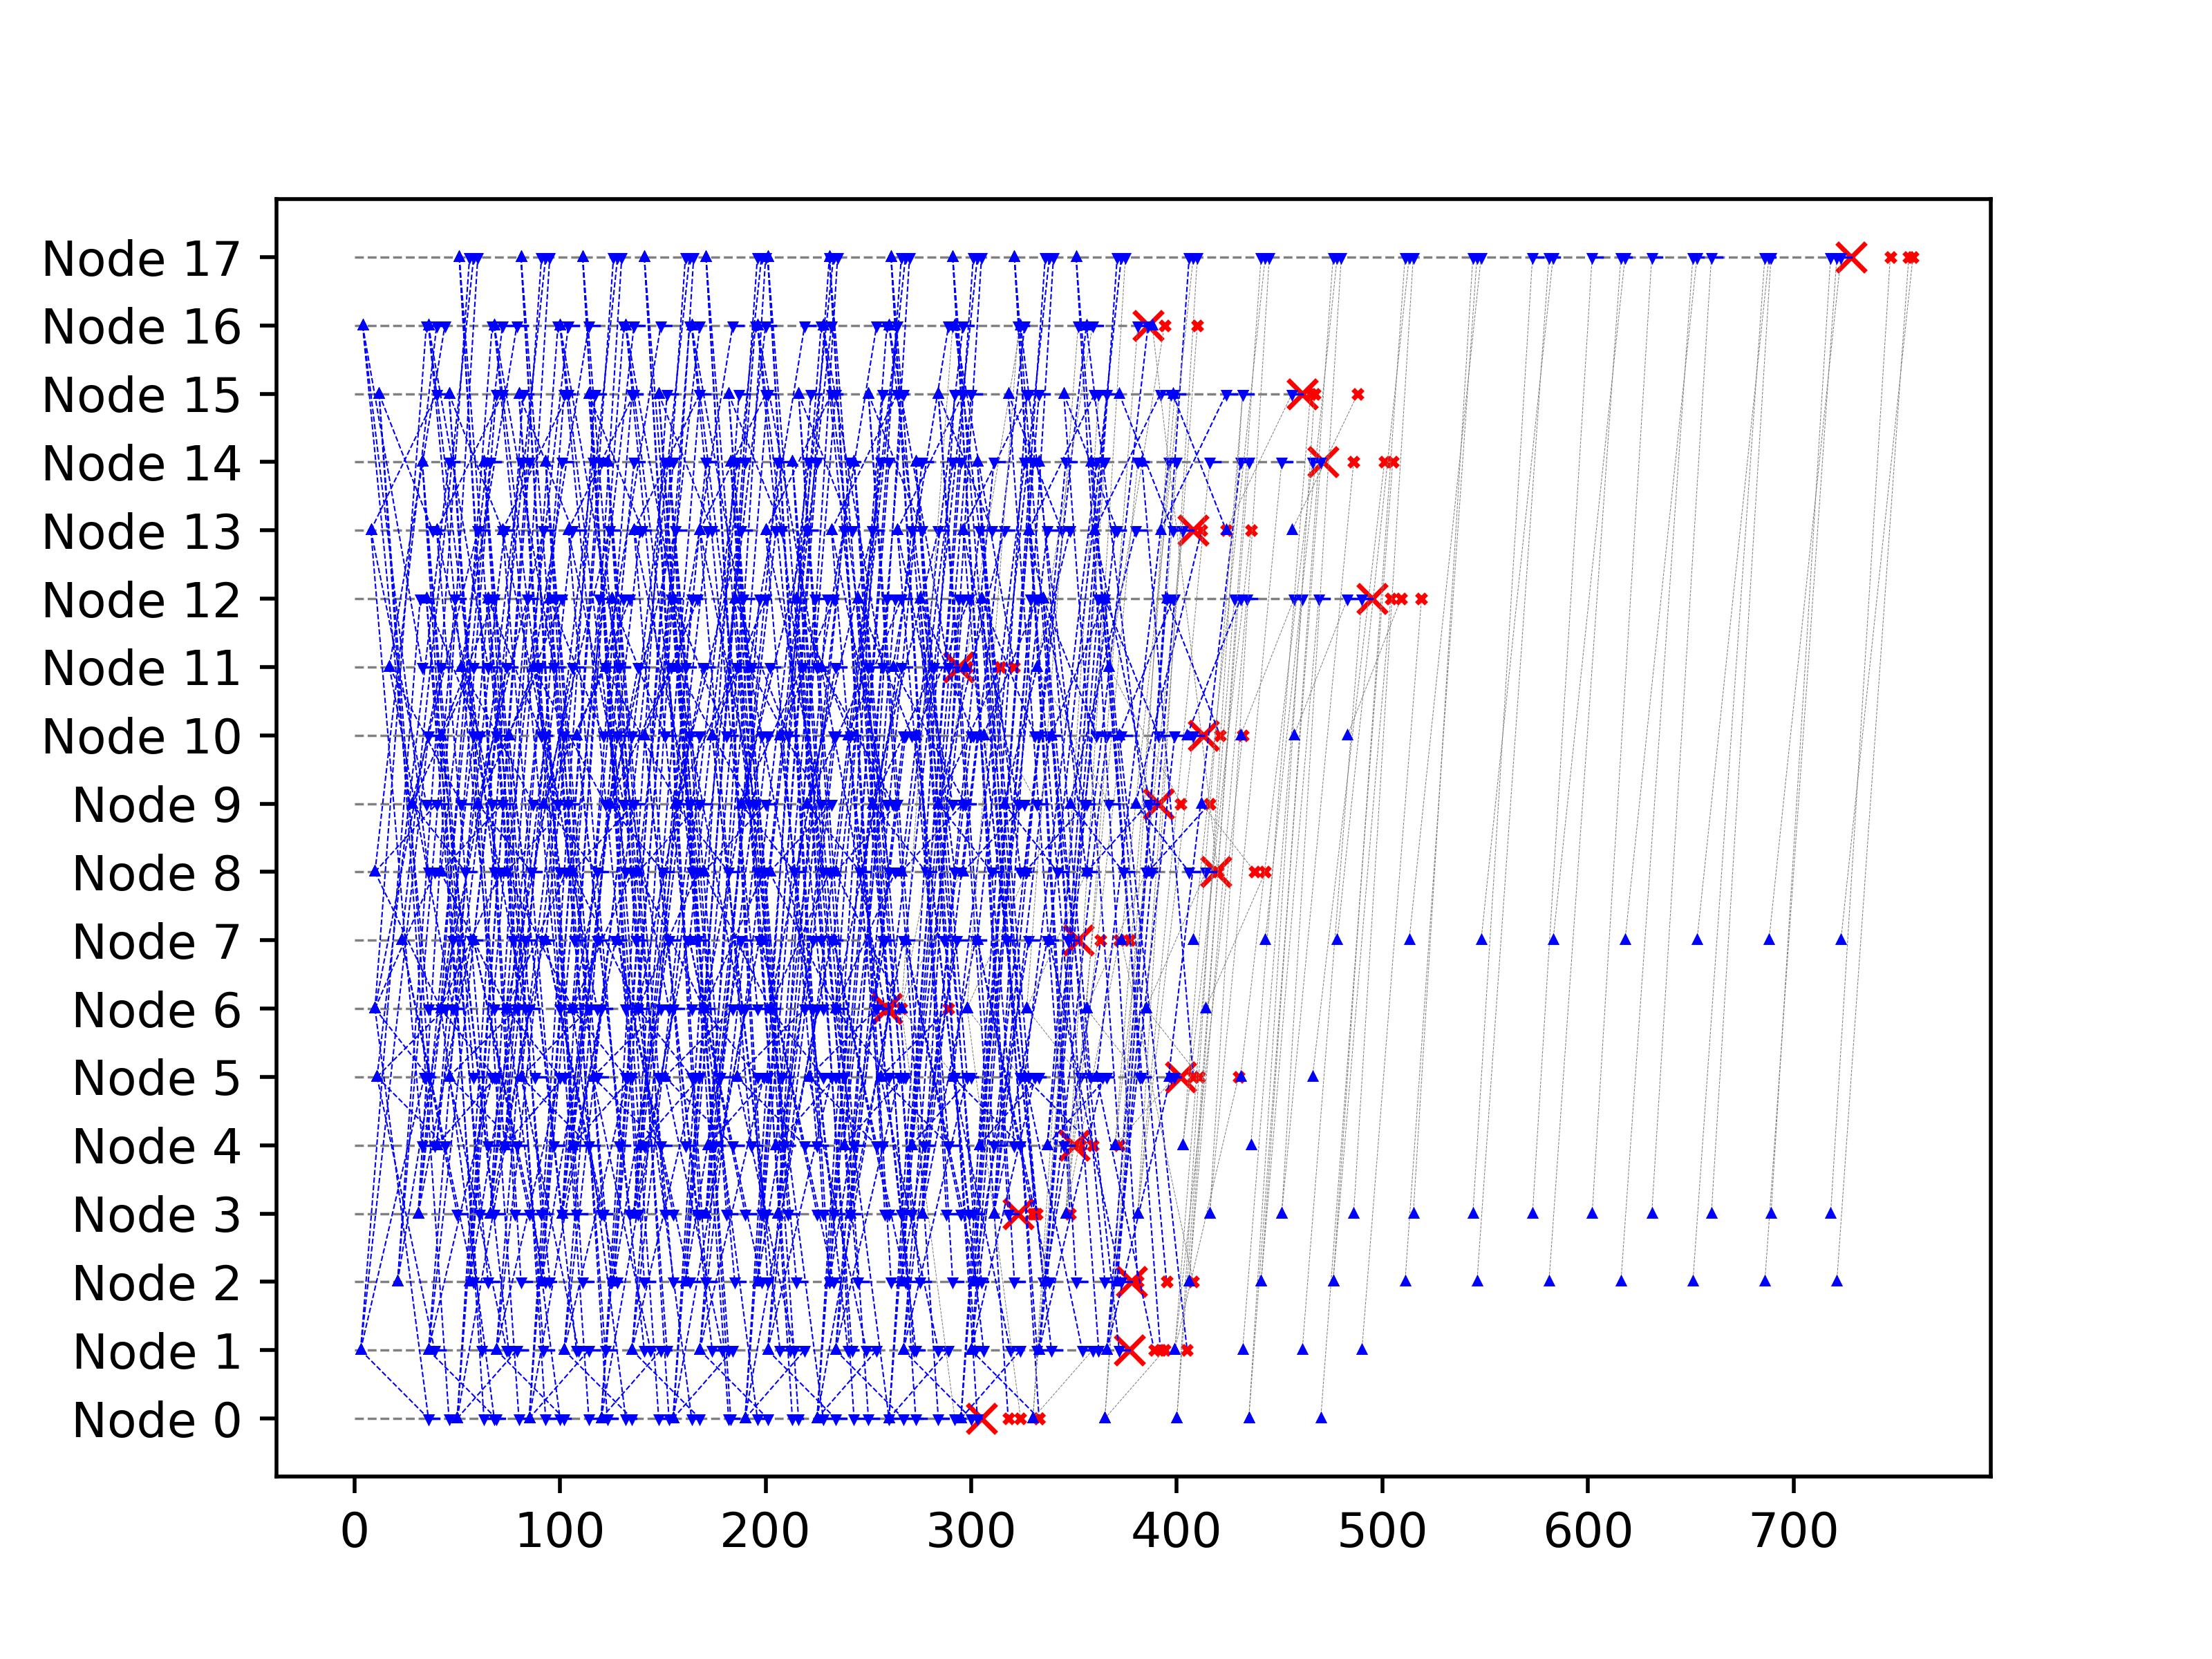 Node 17
Node 16
Node 15
Node 14
Node 13
Node 12
Node 11
Node 10
Node 9
Node 8
Node 7
Node 6
Node 5
Node 4
Node 3
Node 2
Node 1
Node 0
0 100 200 300 400 500 600 700